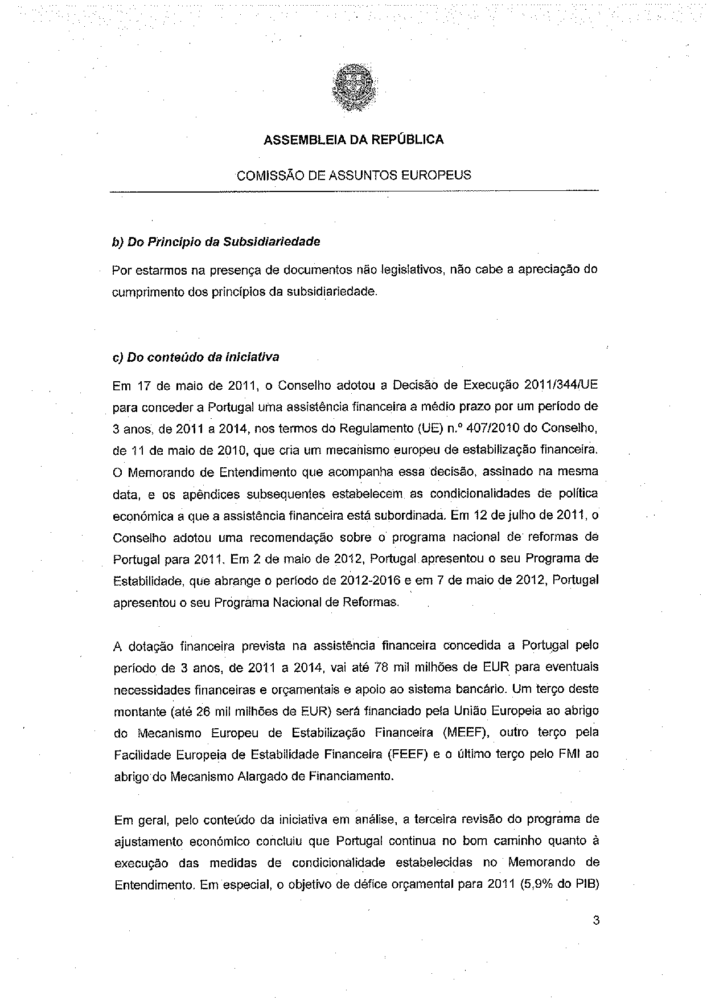 ASSEMBLEIA DA REPÚBLICA
COMISSÃO DE ASSUNTOS EUROPEUS
b) Do Princípio da Subsidiariedade
Por estarmos na presença de documentos não legislativos, não cabe a apreciação do
cumprimento dos princípios da subsidiariedade.
c) Do conteúdo da iniciativa
Em 17 de maio de 2011, o Conselho adotou a Decisão de Execução 2011/344/UE
para conceder a Portugal uma assistência financeira a médio prazo por um período de
3 anos, de 2011 a 2014, nos termos do Regulamento (UE) n.º 407/2010 do Conselho,
de 11 de maio de 2010, que cria um mecanismo europeu de estabilização financeira.
O Memorando de Entendimento que acompanha essa decisão, assinado na mesma
data, e os apêndices subsequentes estabelecem as condicionalidades de política
económica a que a assistência financeira está subordinada. Em 12 de julho de 2011, o
Conselho adotou uma recomendação sobre o programa nacional de reformas de
Portugal para 2011. Em 2 de maio de 2012, Portugal apresentou o seu Programa de
Estabilidade, que abrange o período de 2012-2016 e em 7 de maio de 2012, Portugal
apresentou o seu Programa Nacional de Reformas.
A dotação financeira prevista na assistência financeira concedida a Portugal pelo
período de 3 anos, de 2011 a 2014, vai até 78 mil milhões de EUR para eventuais
necessidades financeiras e orçamentais e apoio ao sistema bancário. Um terço deste
montante (até 26 mil milhões de EUR) será financiado pela União Europeia ao abrigo
do Mecanismo Europeu de Estabilização Financeira (MEEF), outro terço pela
Facilidade Europeia de Estabilidade Financeira (FEEF) e o último terço pelo FMI ao
abrigo do Mecanismo Alargado de Financiamento.
Em geral, pelo conteúdo da iniciativa em análise, a terceira revisão do programa de
ajustamento económico concluiu que Portugal continua no bom caminho quanto à
execução das medidas de condicionalidade estabelecidas no Memorando de
Entendimento. Em especial, o objetivo de défice orçamental para 2011 (5,9% do PIB)
3